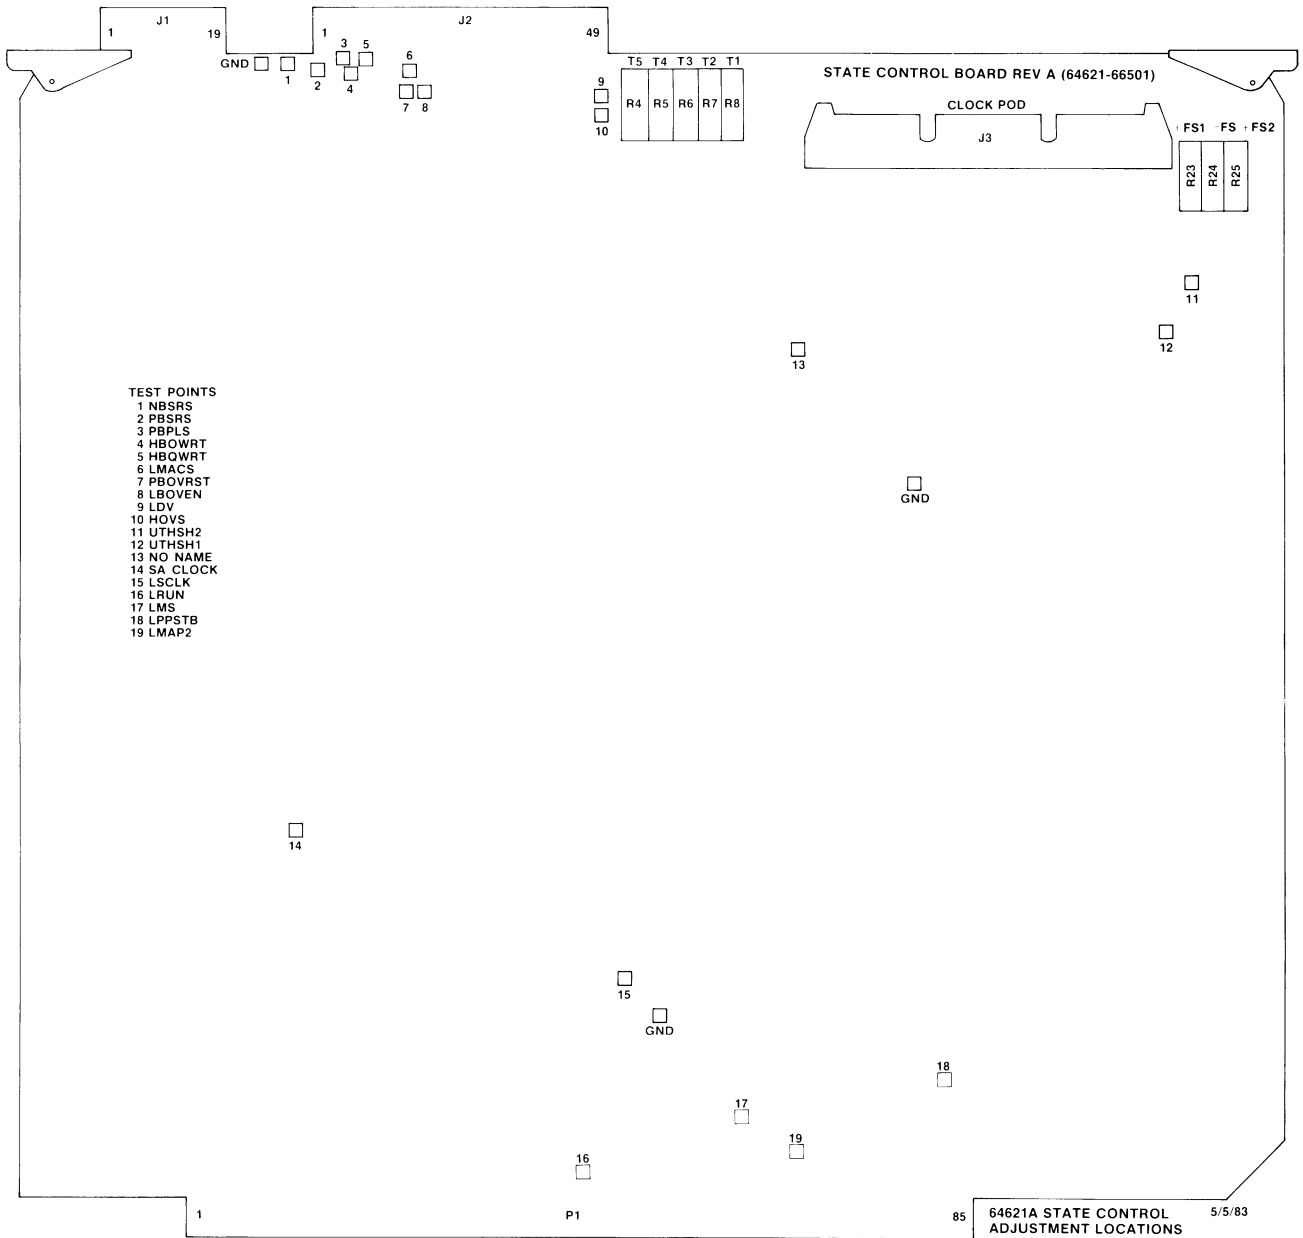 J1
1 19
J2
1 49
GND
1
2
3
4
5
6
7
8
9
10
T5 T4 T3 T2 T1
R4 R5 R6 R7 R8
STATE CONTROL BOARD REV A (64621-66501)
CLOCK POD
J3
+ FS1 -FS + FS2
R23 R24 R25
11
12
13
TEST POINTS
1 NBSRS
2 PBSRS
3 PBPLS
4 HBOWRT
5 HBQWRT
6 LMACS
7 PBOVRST
8 LBOVEN
9 LDV
10 HOVS
11 UTHSH2
12 UTHSH1
13 NO NAME
14 SA CLOCK
15 LSCLK
16 LRUN
17 LMS
18 LPPSTB
19 LMAP2
GND
14
15
GND
18
17
19
16
1 P1 85
64621A STATE CONTROL 5/5/83
ADJUSTMENT LOCATIONS